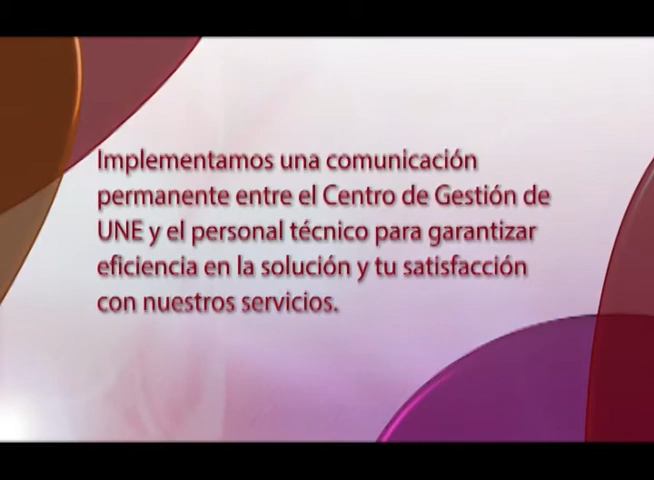 Implementamos una comunicación
permanente entre el Centro de Gestión de
UNE y el personal técnico para garantizar
eficiencia en la solución y tu satisfacción
con nuestros servicios.